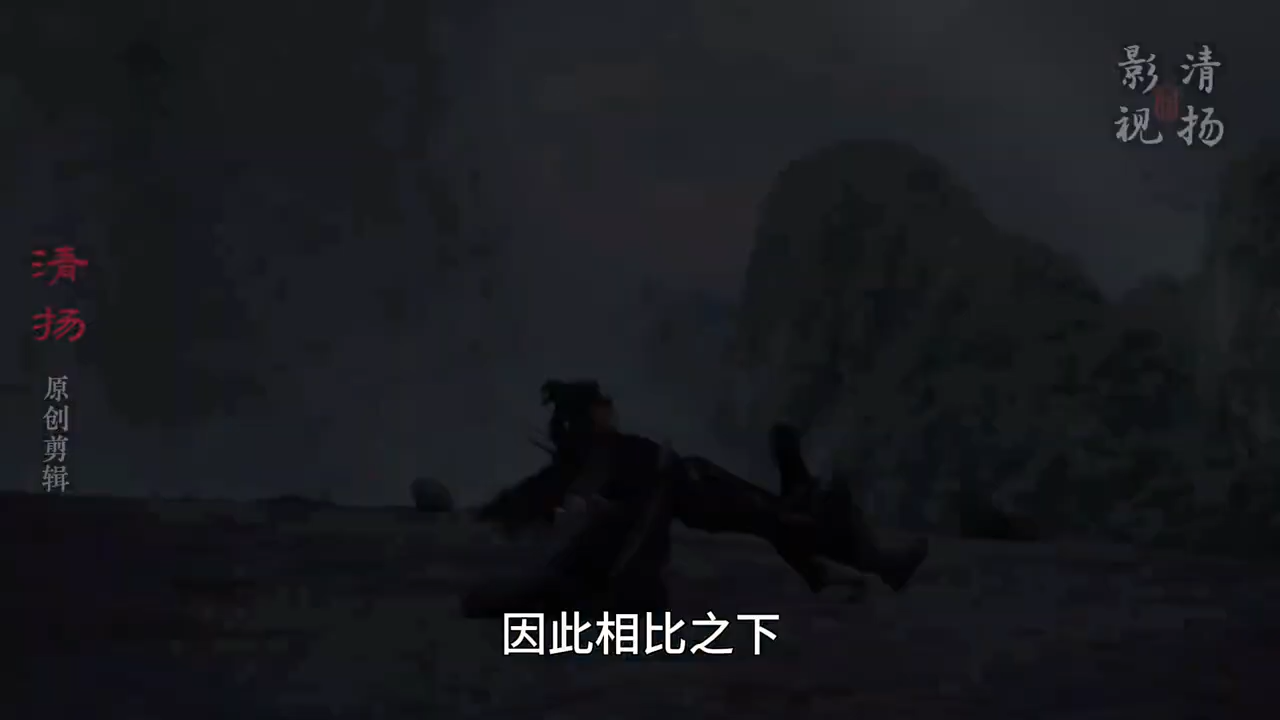 清扬
影视
清扬
原创剪辑
因此相比之下